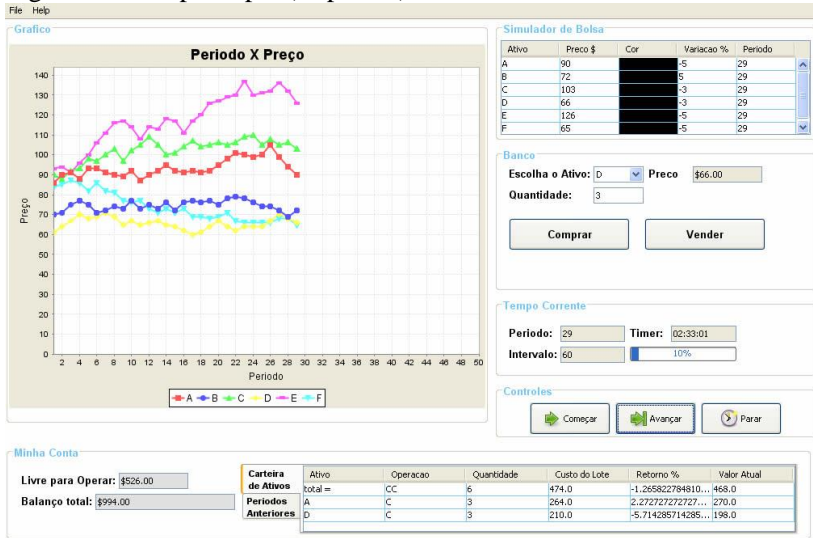 File Help
Grafico
Periodo X Preço
Preço
140
130
120
110
100
90
80
70
60
50
40
30
20
10
0
2 4 6 8 10 12 14 16 18 20 22 24 26 28 30 32 34 36 38 40 42 44 46 48 50
Periodo
A B C D E F
Simulador de Bolsa
Ativo Preco $ Cor Variacao % Periodo
A 90 -5 29
B 72 5 29
C 103 -3 29
D 66 -3 29
E 126 -5 29
F 65 -5 29
Banco
Escolha o Ativo: D Preco $66.00
Quantidade: 3
Comprar Vender
Tempo Corrente
Periodo: 29 Timer: 02:33:01
Intervalo: 60 10%
Controles
Começar Avançar Parar
Minha Conta
Livre para Operar: $526.00
Balanço total: $994.00
Carteira de Ativos
Periodos Anteriores
Ativo Operacao Quantidade Custo do Lote Retorno % Valor Atual
total = CC 6 474.0 -1.265822784810... 468.0
A C 3 264.0 2.272727272727... 270.0
D C 3 210.0 -5.714285714285... 198.0